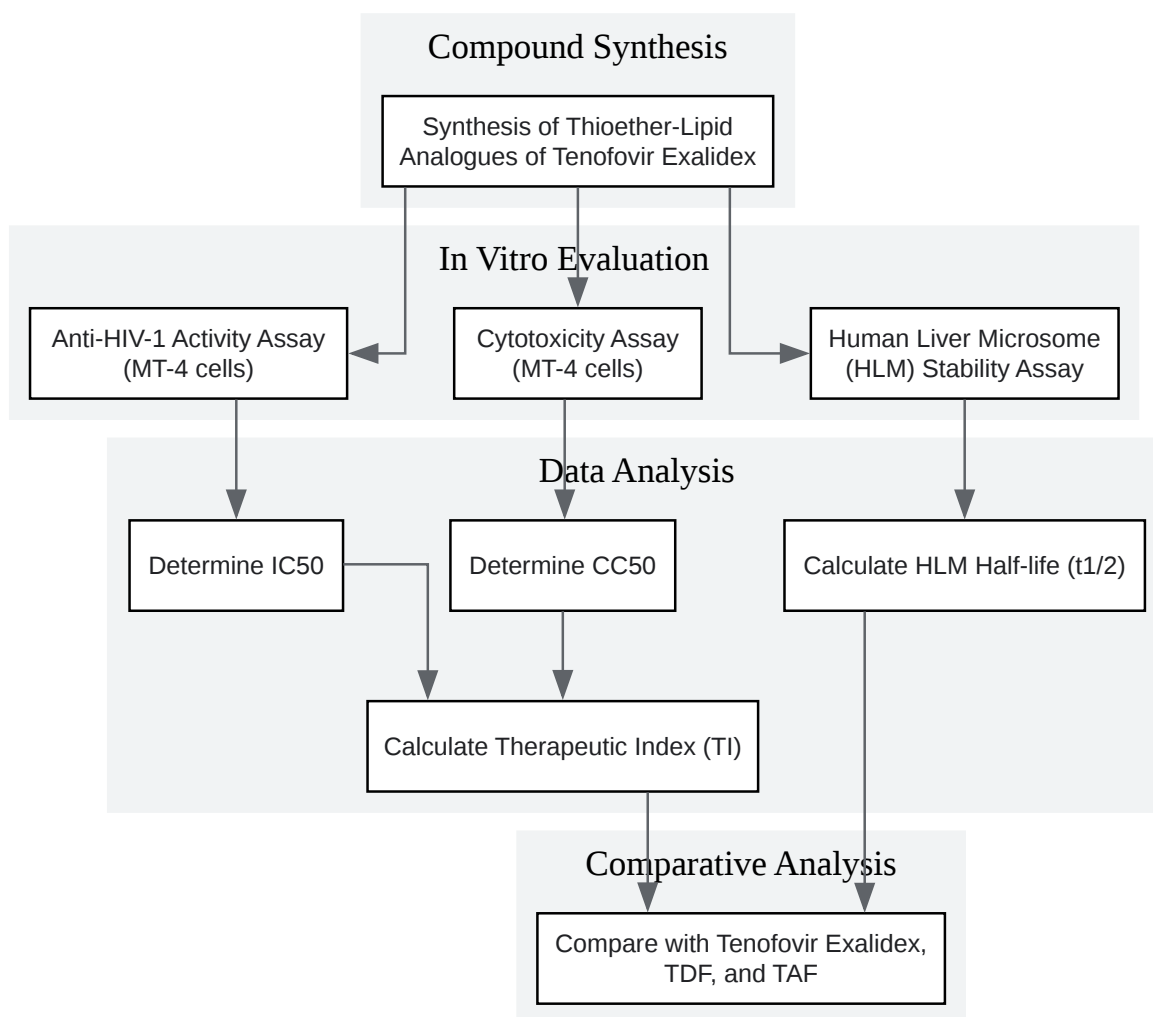 Compound Synthesis
Synthesis of Thioether-Lipid
Analogues of Tenofovir Exalidex
In Vitro Evaluation
Anti-HIV-1 Activity Assay
(MT-4 cells)
Cytotoxicity Assay
(MT-4 cells)
Human Liver Microsome
(HLM) Stability Assay
Data Analysis
Determine IC50
Determine CC50
Calculate HLM Half-life (t1/2)
Calculate Therapeutic Index (TI)
Comparative Analysis
Compare with Tenofovir Exalidex,
TDF, and TAF